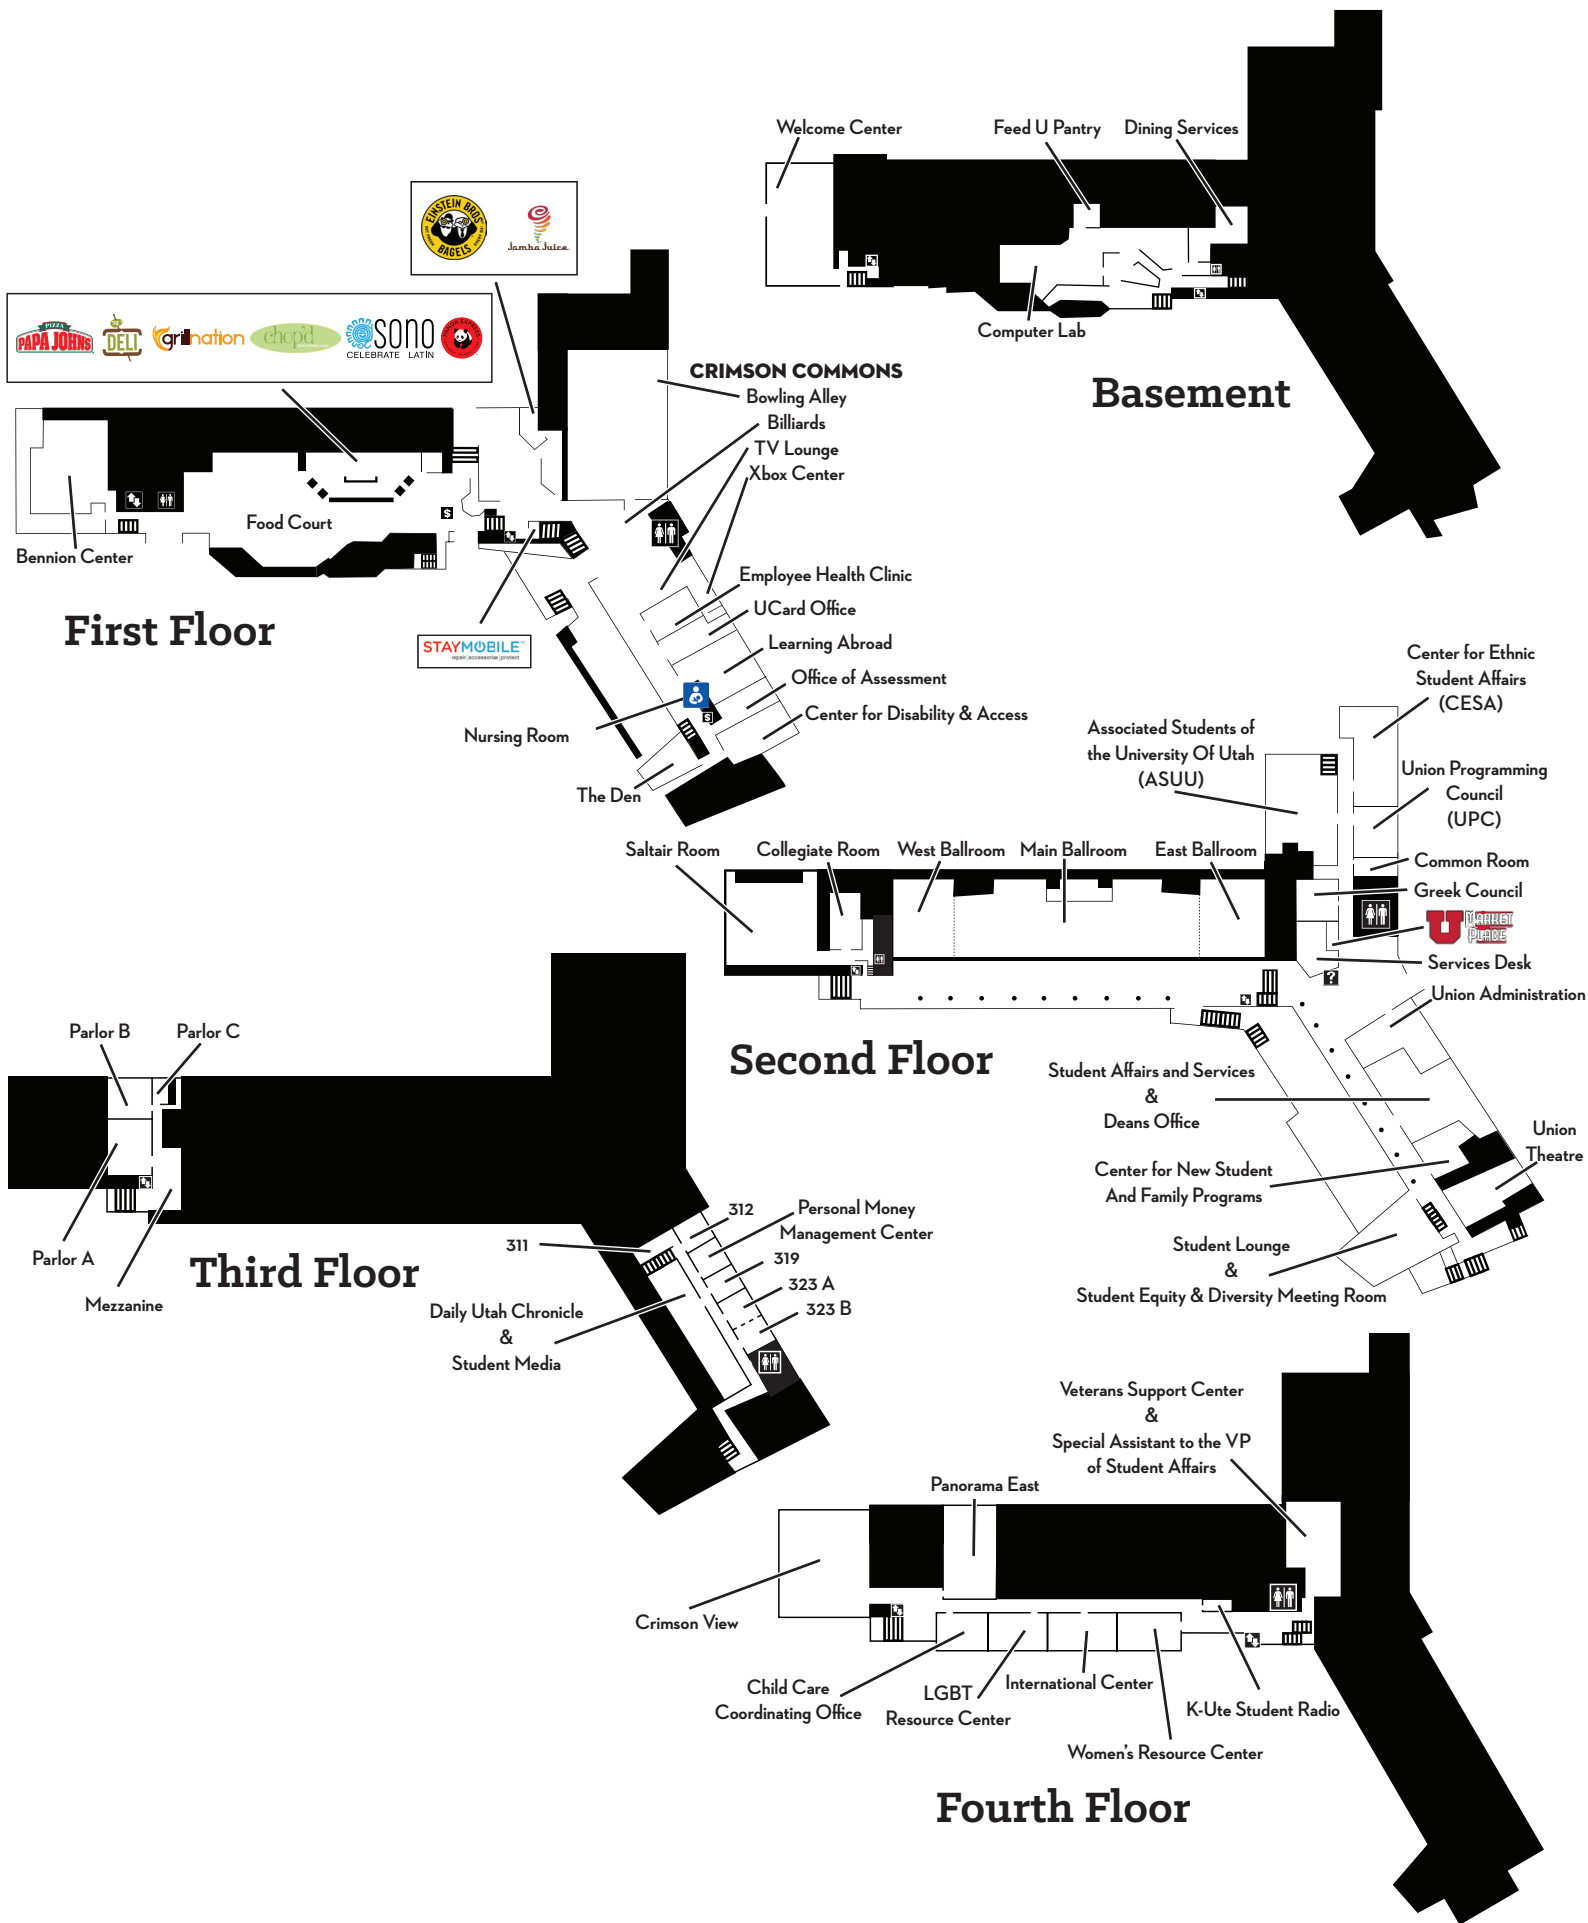 Welcome Center
Feed U Pantry
Dining Services
Computer Lab
Basement
EINSTEIN BROS
BAGELS
Jamba Juice
PIZZA
PAPA JOHNS
DELI
grillnation
chop'd
SONO
CELEBRATE LATIN
PANDA EXPRESS
CRIMSON COMMONS
Bowling Alley
Billiards
TV Lounge
Xbox Center
Food Court
$
Bennion Center
First Floor
STAYMOBILE
repair|accessorize|protect
Employee Health Clinic
UCard Office
Learning Abroad
Office of Assessment
Center for Disability & Access
Nursing Room
$
The Den
Center for Ethnic
Student Affairs
(CESA)
Associated Students of
the University Of Utah
(ASUU)
Union Programming
Council
(UPC)
Saltair Room
Collegiate Room
West Ballroom
Main Ballroom
East Ballroom
Common Room
Greek Council
U MARKET
PLACE
Services Desk
?
Union Administration
Second Floor
Student Affairs and Services
&
Deans Office
Union
Theatre
Center for New Student
And Family Programs
Student Lounge
&
Student Equity & Diversity Meeting Room
Parlor B
Parlor C
Parlor A
Mezzanine
Third Floor
311
312
Personal Money
Management Center
319
323 A
323 B
Daily Utah Chronicle
&
Student Media
Veterans Support Center
&
Special Assistant to the VP
of Student Affairs
Panorama East
Crimson View
Child Care
Coordinating Office
LGBT
Resource Center
International Center
Women's Resource Center
K-Ute Student Radio
Fourth Floor